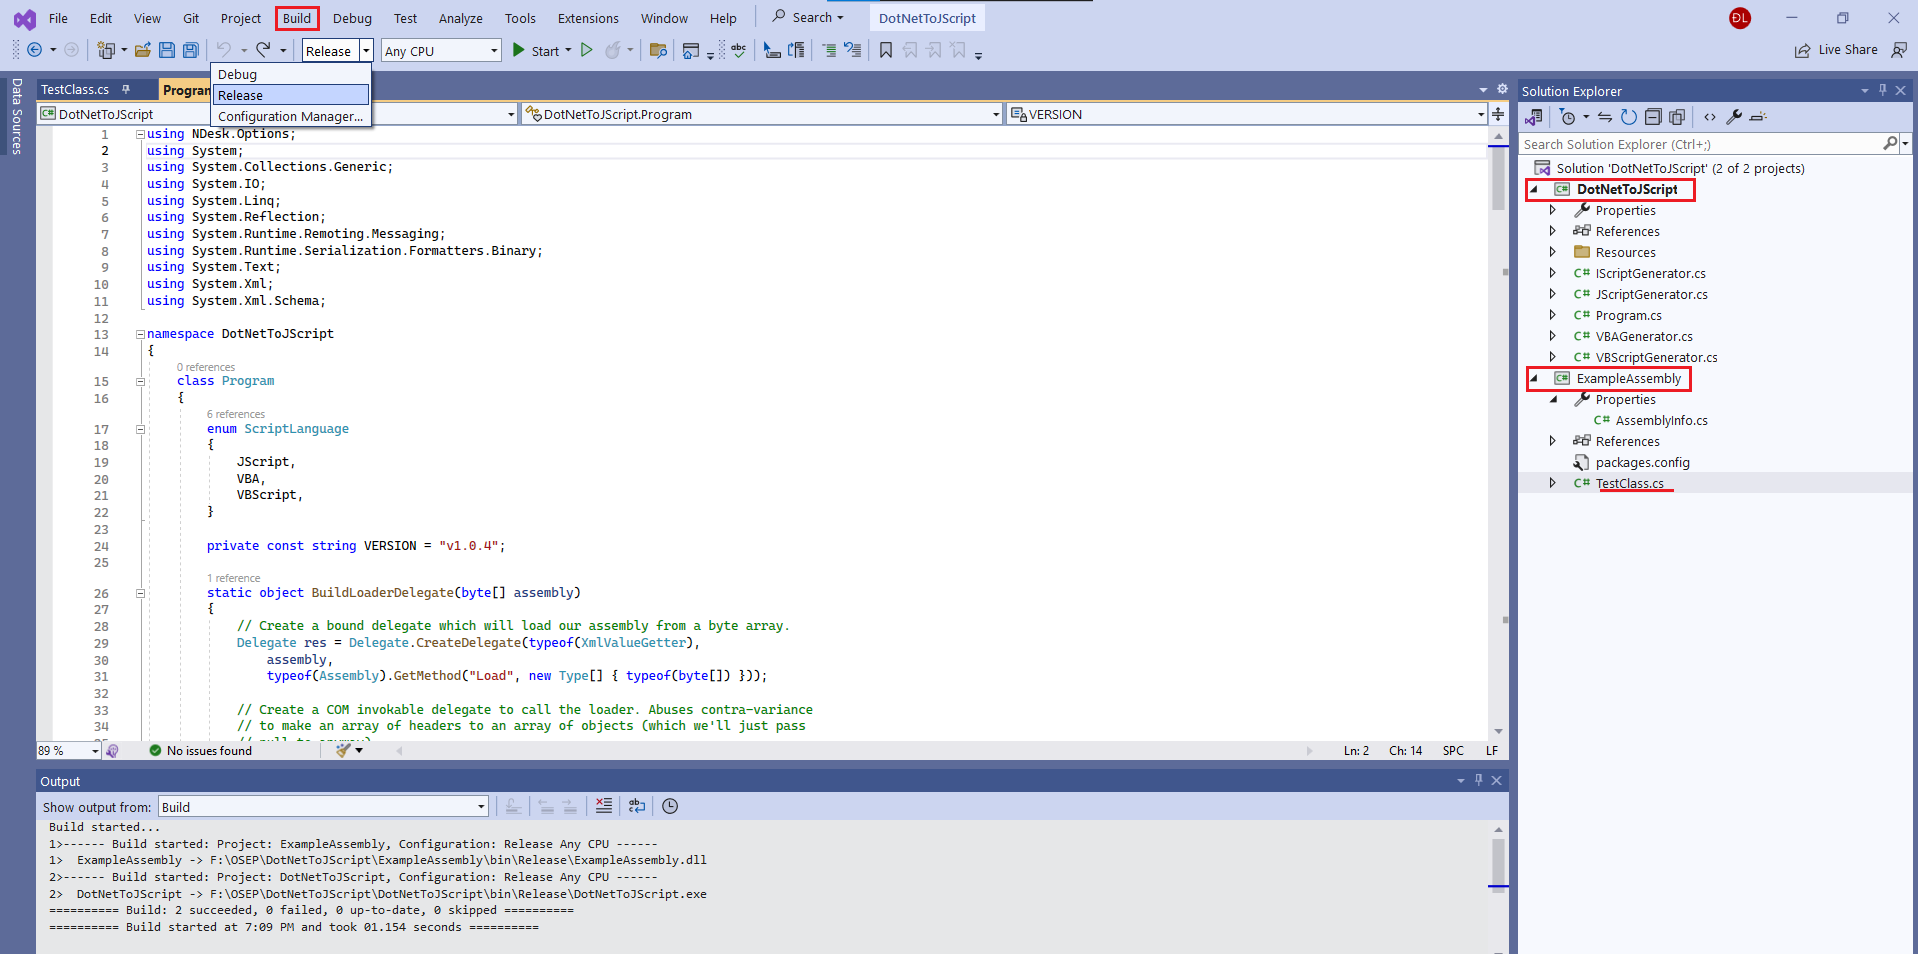 File Edit View Git Project Build Debug Test Analyze Tools Extensions Window Help Search DotNetToJScript ĐL
Release Any CPU Start Live Share
Debug
Release
Configuration Manager...
Data Sources
TestClass.cs Program
DotNetToJScript DotNetToJScript.Program VERSION
1 using NDesk.Options;
2 using System;
3 using System.Collections.Generic;
4 using System.IO;
5 using System.Linq;
6 using System.Reflection;
7 using System.Runtime.Remoting.Messaging;
8 using System.Runtime.Serialization.Formatters.Binary;
9 using System.Text;
10 using System.Xml;
11 using System.Xml.Schema;
12
13 namespace DotNetToJScript
14 {
0 references
15 class Program
16 {
6 references
17 enum ScriptLanguage
18 {
19 JScript,
20 VBA,
21 VBScript,
22 }
23
24 private const string VERSION = "v1.0.4";
25
1 reference
26 static object BuildLoaderDelegate(byte[] assembly)
27 {
28 // Create a bound delegate which will load our assembly from a byte array.
29 Delegate res = Delegate.CreateDelegate(typeof(XmlValueGetter),
30 assembly,
31 typeof(Assembly).GetMethod("Load", new Type[] { typeof(byte[]) }));
32
33 // Create a COM invokable delegate to call the loader. Abuses contra-variance
34 // to make an array of headers to an array of objects (which we'll just pass
89 % No issues found Ln: 2 Ch: 14 SPC LF
Output
Show output from: Build
Build started...
1>------ Build started: Project: ExampleAssembly, Configuration: Release Any CPU ------
1> ExampleAssembly -> F:\OSEP\DotNetToJScript\ExampleAssembly\bin\Release\ExampleAssembly.dll
2>------ Build started: Project: DotNetToJScript, Configuration: Release Any CPU ------
2> DotNetToJScript -> F:\OSEP\DotNetToJScript\DotNetToJScript\bin\Release\DotNetToJScript.exe
========== Build: 2 succeeded, 0 failed, 0 up-to-date, 0 skipped ==========
========== Build started at 7:09 PM and took 01.154 seconds ==========
Solution Explorer
Search Solution Explorer (Ctrl+;)
Solution 'DotNetToJScript' (2 of 2 projects)
C# DotNetToJScript
Properties
References
Resources
C# IScriptGenerator.cs
C# JScriptGenerator.cs
C# Program.cs
C# VBAGenerator.cs
C# VBScriptGenerator.cs
C# ExampleAssembly
Properties
C# AssemblyInfo.cs
References
packages.config
C# TestClass.cs